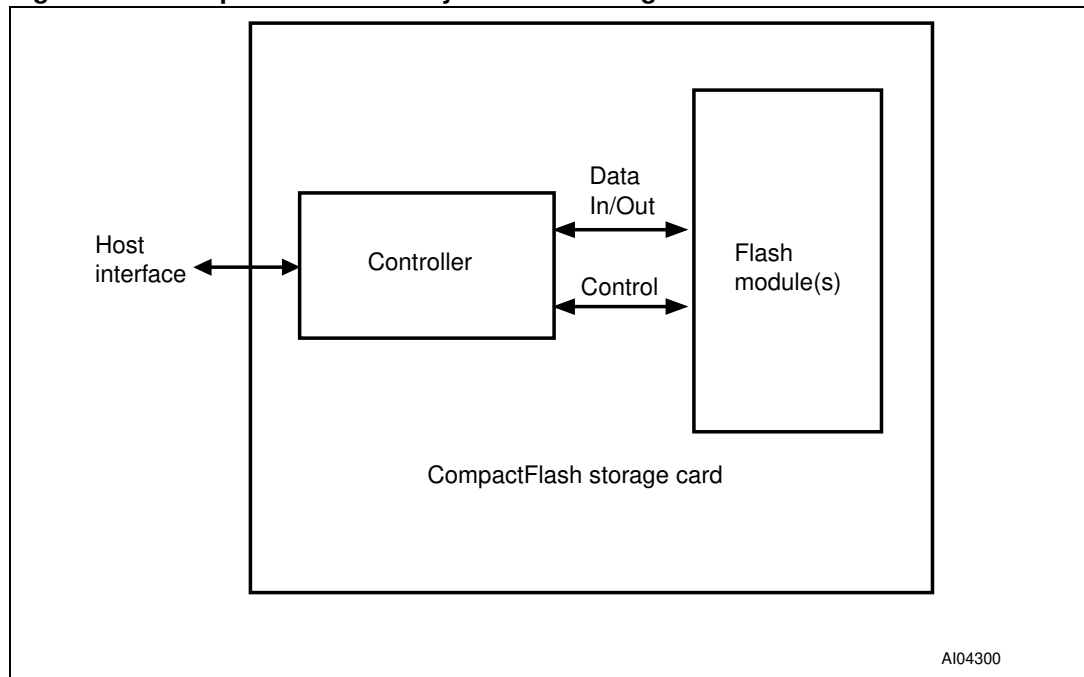 Data
In/Out
Host
interface
Controller
Control
Flash
module(s)
CompactFlash storage card
AI04300